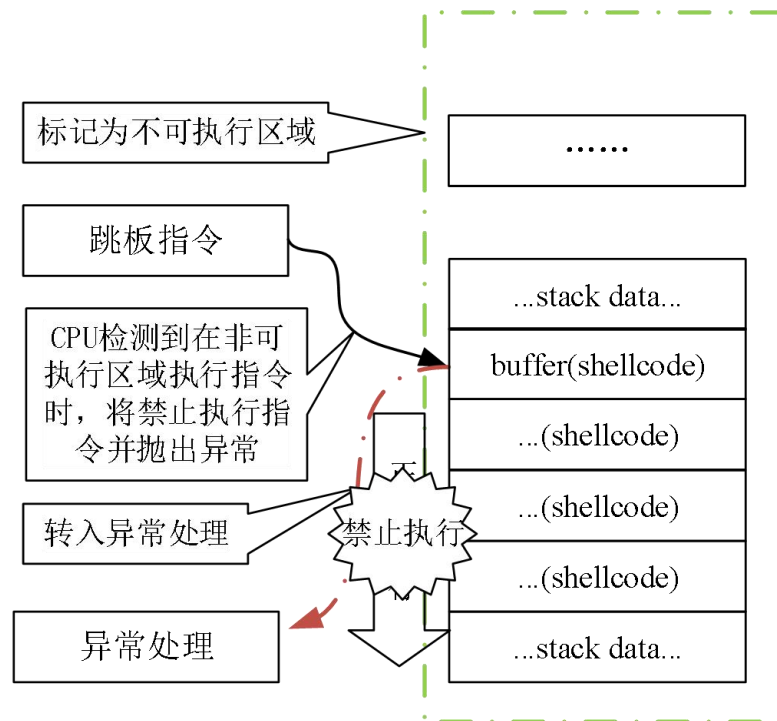 标记为不可执行区域
……
跳板指令
...stack data...
CPU检测到在非可
执行区域执行指令
时，将禁止执行指
令并抛出异常
buffer(shellcode)
...(shellcode)
转入异常处理
禁止执行
...(shellcode)
...(shellcode)
异常处理
...stack data...